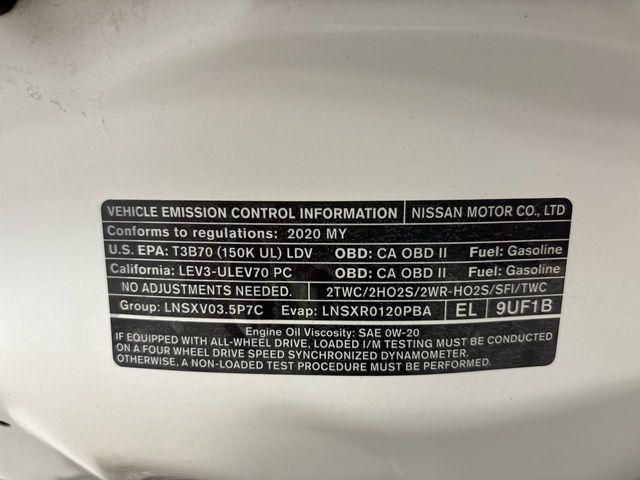 VEHICLE EMISSION CONTROL INFORMATION NISSAN MOTOR CO., LTD
Conforms to regulations: 2020 MY
U.S. EPA: T3B70 (150K UL) LDV OBD: CA OBD II Fuel: Gasoline
California: LEV3-ULEV70 PC OBD: CA OBD II Fuel: Gasoline
NO ADJUSTMENTS NEEDED. 2TWC/2HO2S/2WR-HO2S/SFI/TWC
Group: LNSXV03.5P7C Evap: LNSXR0120PBA EL 9UF1B
Engine Oil Viscosity: SAE 0W-20
IF EQUIPPED WITH ALL-WHEEL DRIVE, LOADED I/M TESTING MUST BE CONDUCTED
ON A FOUR WHEEL DRIVE SPEED SYNCHRONIZED DYNAMOMETER.
OTHERWISE, A NON-LOADED TEST PROCEDURE MUST BE PERFORMED.